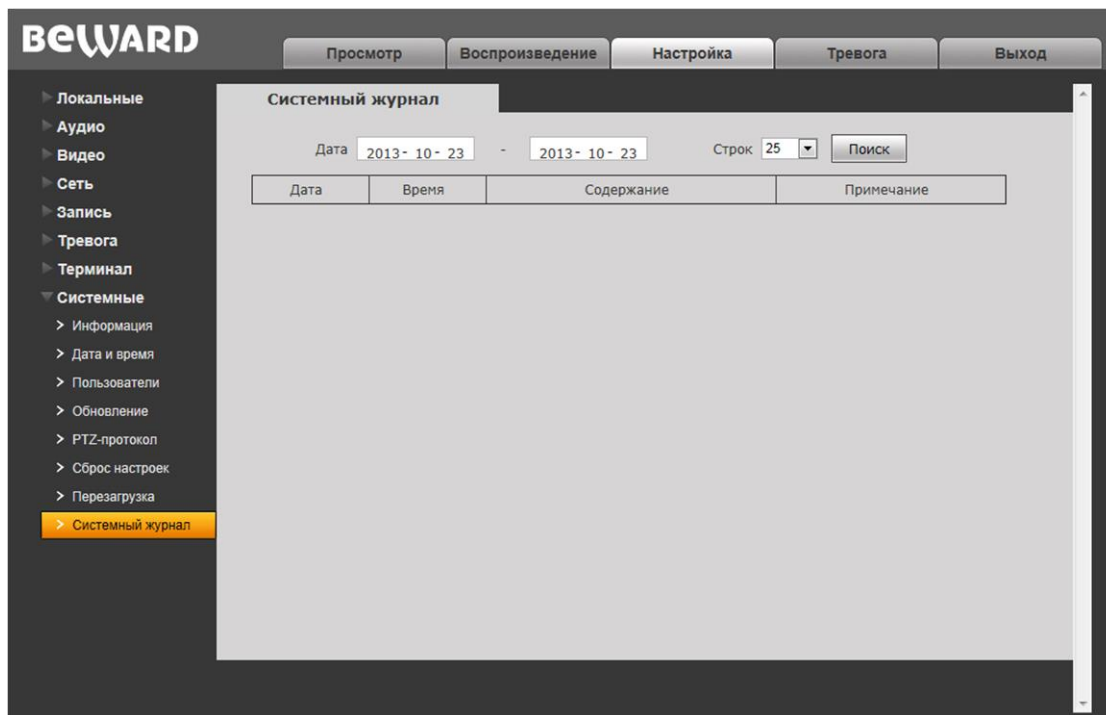 BEWARD
Просмотр Воспроизведение Настройка Тревога Выход
Локальные
Аудио
Видео
Сеть
Запись
Тревога
Терминал
Системные
> Информация
> Дата и время
> Пользователи
> Обновление
> PTZ-протокол
> Сброс настроек
> Перезагрузка
> Системный журнал
Системный журнал
Дата 2013- 10- 23 - 2013- 10- 23 Строк 25 Поиск
Дата Время Содержание Примечание